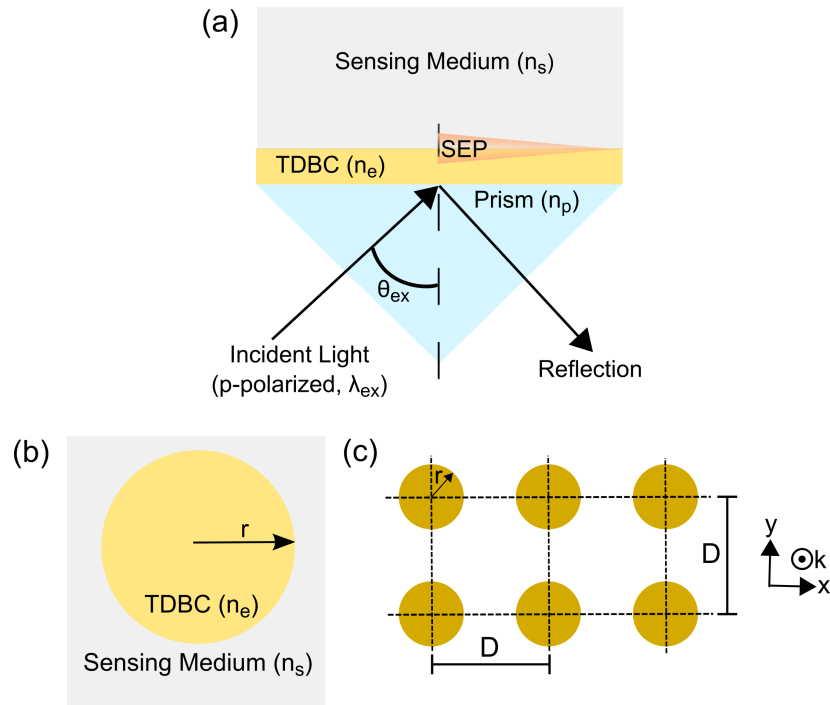 (a)
Sensing Medium (nₛ)
SEP
TDBC (nₑ)
Prism (nₚ)
θₑₓ
Incident Light
(p-polarized, λₑₓ)
Reflection
(b)
r
TDBC (nₑ)
Sensing Medium (nₛ)
(c)
r
D
D
y
k
x